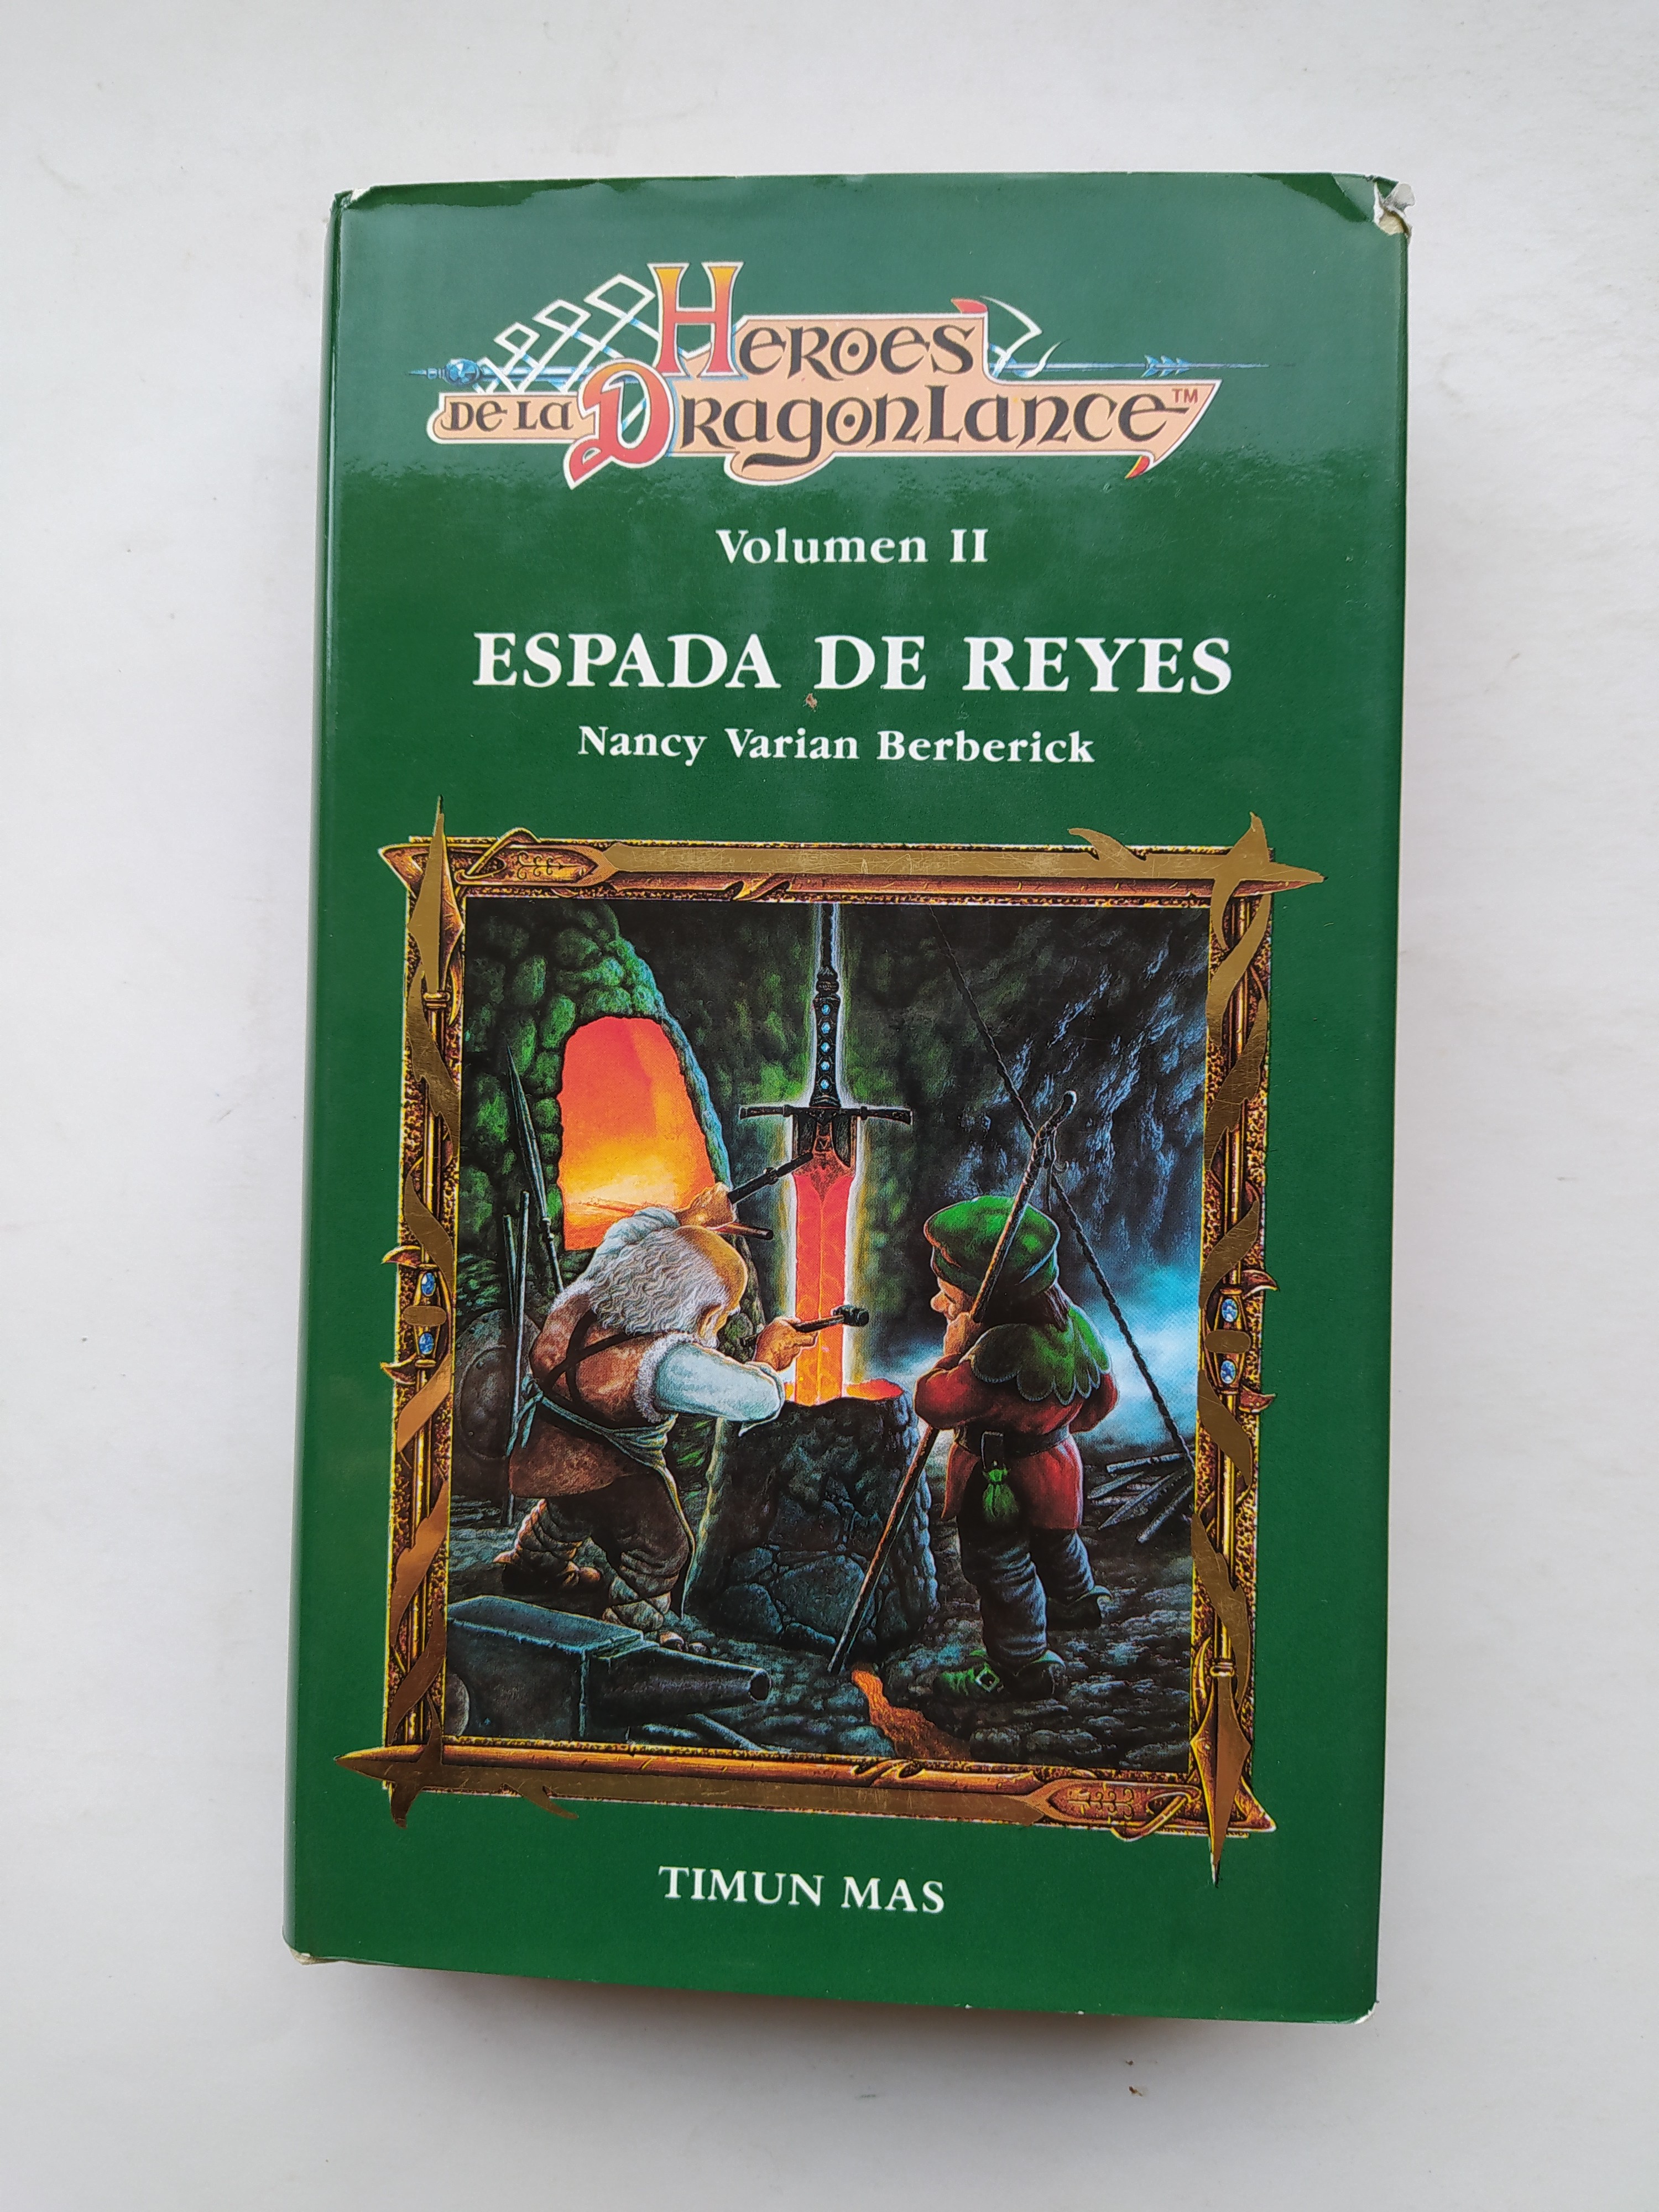 Heroes
de la Dragonlance™
Volumen II
ESPADA DE REYES
Nancy Varian Berberick
TIMUN MAS